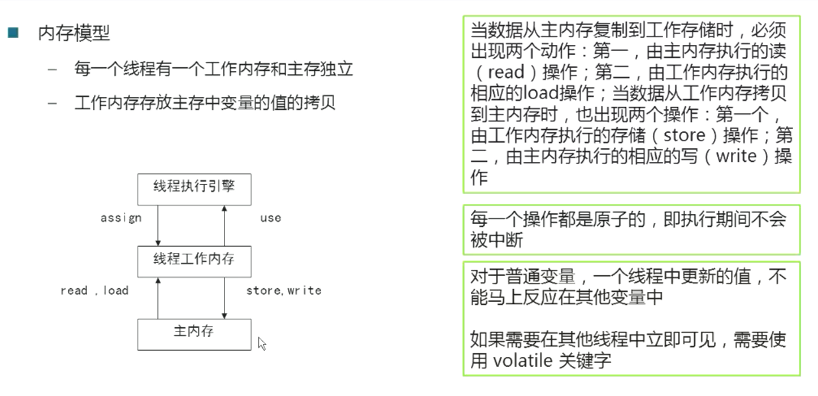 内存模型
– 每一个线程有一个工作内存和主存独立
– 工作内存存放主存中变量的值的拷贝
线程执行引擎
assign
use
线程工作内存
read ,load
store,write
主内存
当数据从主内存复制到工作存储时，必须
出现两个动作：第一，由主内存执行的读
（read）操作；第二，由工作内存执行的
相应的load操作；当数据从工作内存拷贝
到主内存时，也出现两个操作：第一个，
由工作内存执行的存储（store）操作；第
二，由主内存执行的相应的写（write）操
作
每一个操作都是原子的，即执行期间不会
被中断
对于普通变量，一个线程中更新的值，不
能马上反应在其他变量中
如果需要在其他线程中立即可见，需要使
用 volatile 关键字